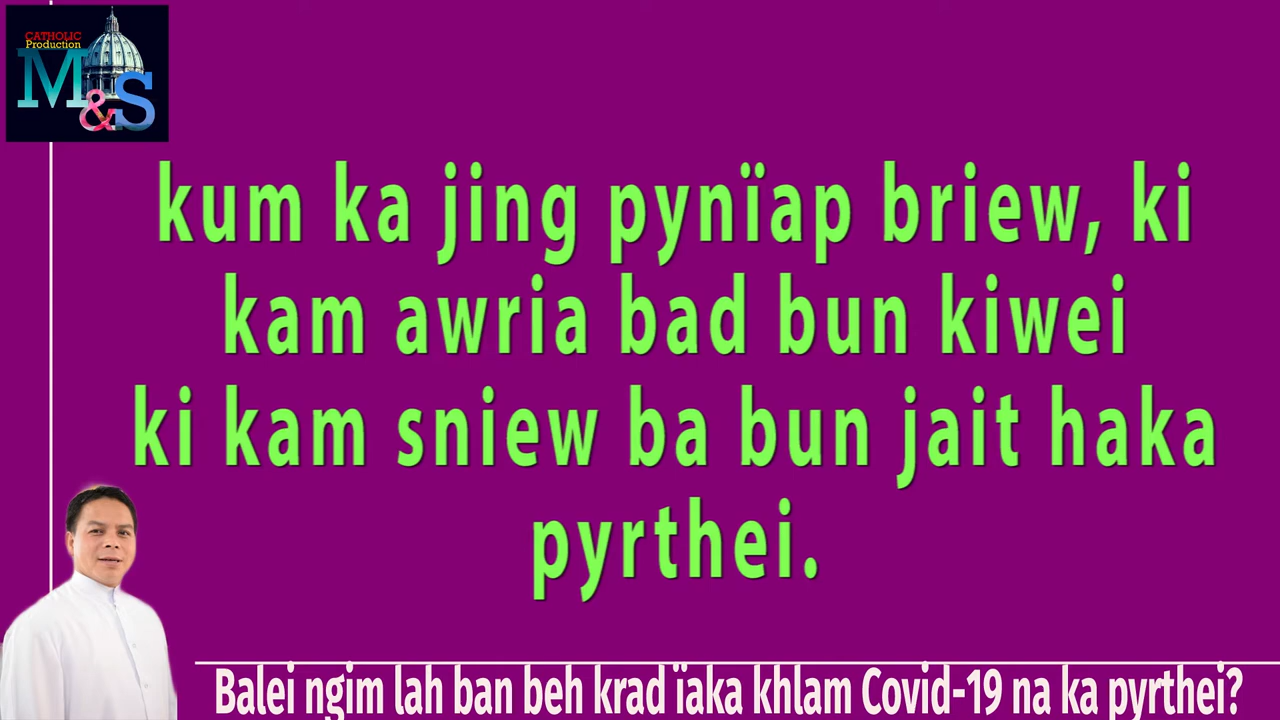 CATHOLIC
Production
M&S
kum ka jing pynïap briew, ki
kam awria bad bun kiwei
ki kam sniew ba bun jait haka
pyrthei.
Balei ngim lah ban beh krad ïaka khlam Covid-19 na ka pyrthei?